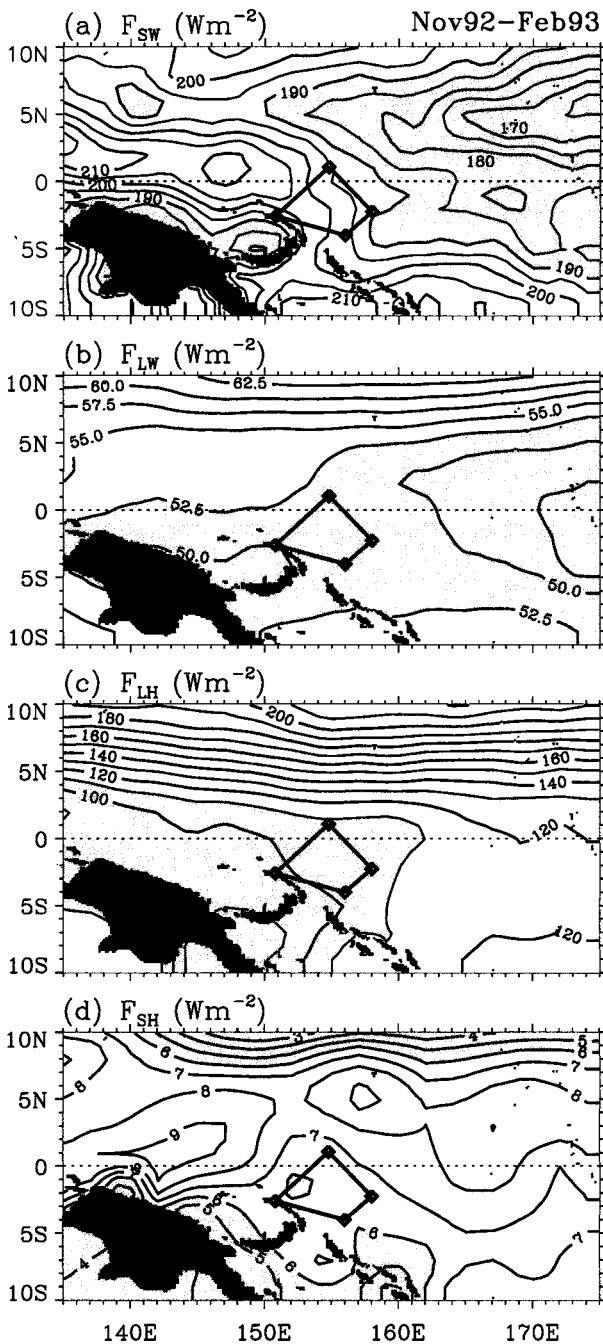 (a) F_SW (Wm⁻²) Nov92−Feb93
10N
200
190
5N
170
180
210
0
200
190
5S
190
200
210
10S
(b) F_LW (Wm⁻²)
10N
60.0
62.5
57.5
55.0
55.0
5N
52.5
0
50.0
5S
50.0
52.5
10S
(c) F_LH (Wm⁻²)
10N
180
200
160
160
140
5N
140
120
100
120
0
5S
120
10S
(d) F_SH (Wm⁻²)
10N
3
4
5
6
6
7
7
8
8
8
5N
9
7
0
9
5S
5
6
7
4
10S
140E
150E
160E
170E